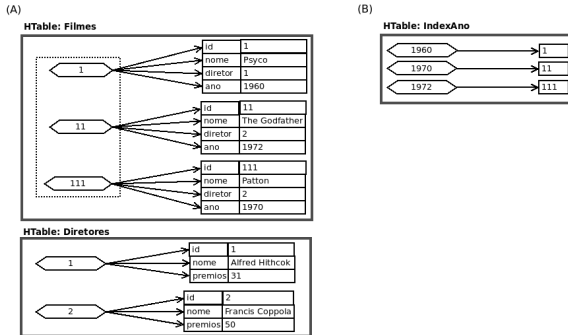 (A)
HTable: Filmes
1
id 1
nome Psyco
diretor 1
ano 1960
11
id 11
nome The Godfather
diretor 2
ano 1972
111
id 111
nome Patton
diretor 2
ano 1970
HTable: Diretores
1
id 1
nome Alfred Hithcok
premios 31
2
id 2
nome Francis Coppola
premios 50
(B)
HTable: IndexAno
1960 1
1970 11
1972 111